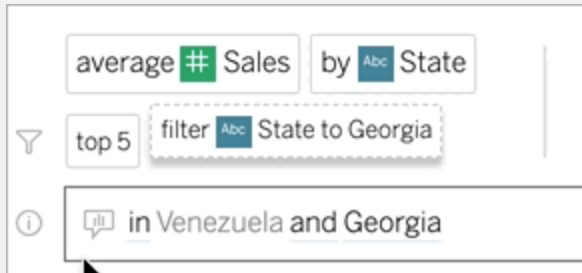 average # Sales by Abc State
top 5 filter Abc State to Georgia
in Venezuela and Georgia